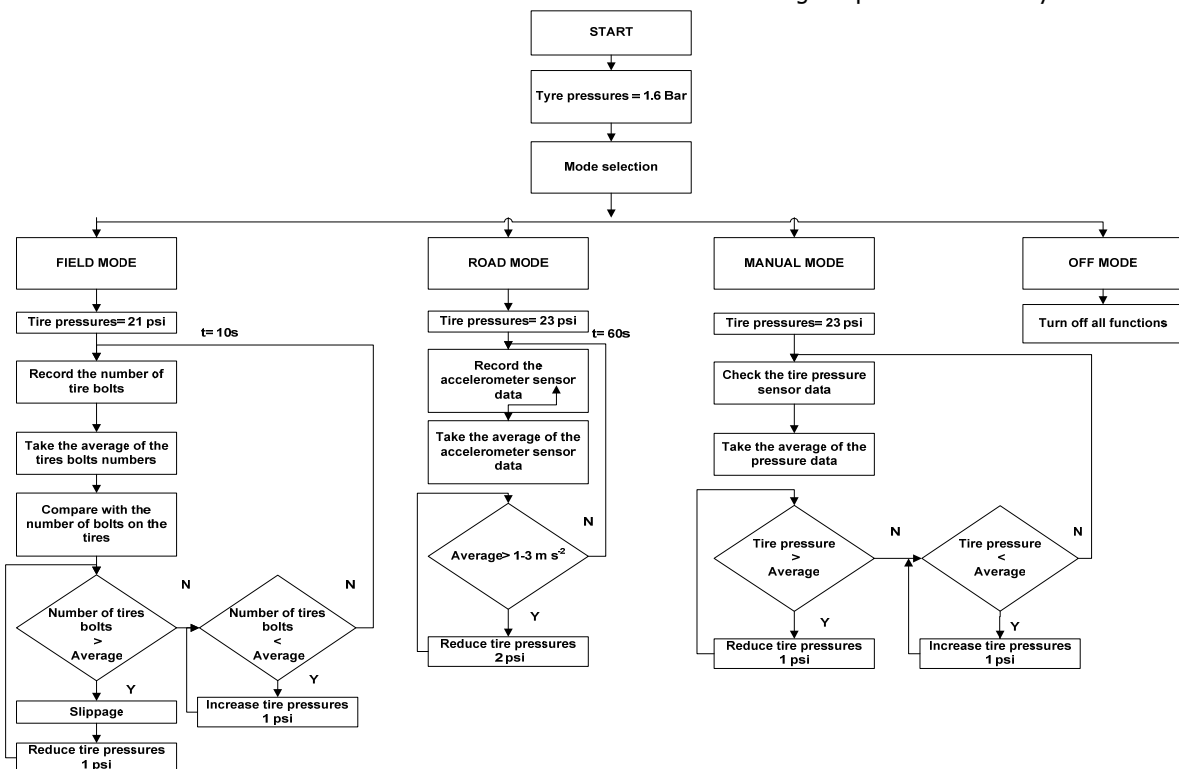 START
Tyre pressures = 1.6 Bar
Mode selection
FIELD MODE
Tire pressures= 21 psi
t= 10s
Record the number of
tire bolts
Take the average of the
tires bolts numbers
Compare with the
number of bolts on the
tires
Number of tires
bolts
>
Average
N
Y
Slippage
Reduce tire pressures
1 psi
Number of tires
bolts
<
Average
N
Y
Increase tire pressures
1 psi
ROAD MODE
Tire pressures= 23 psi
t= 60s
Record the
accelerometer sensor
data
Take the average of the
accelerometer sensor
data
Average> 1-3 m s⁻²
N
Y
Reduce tire pressures
2 psi
MANUAL MODE
Tire pressures= 23 psi
Check the tire pressure
sensor data
Take the average of the
pressure data
Tire pressure
>
Average
N
Y
Reduce tire pressures
1 psi
Tire pressure
<
Average
N
Y
Increase tire pressures
1 psi
OFF MODE
Turn off all functions